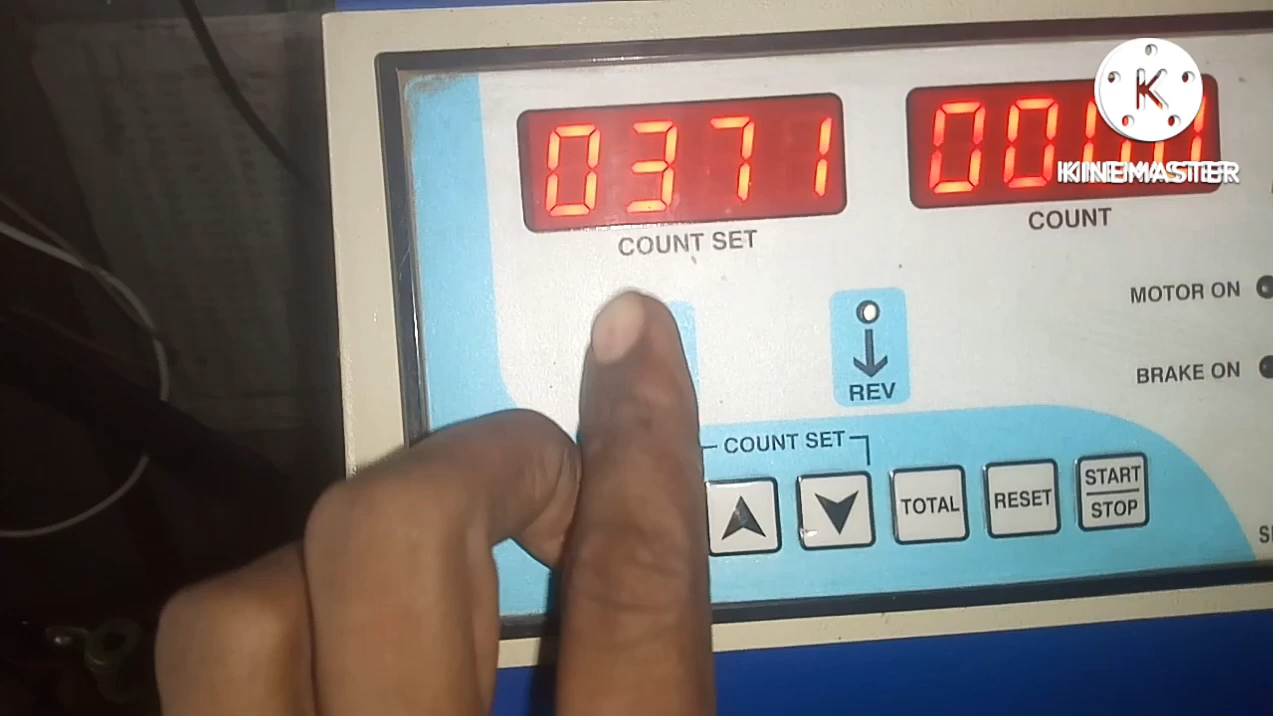 0371
COUNT SET
COUNT
K
KINEMASTER
MOTOR ON
REV
BRAKE ON
COUNT SET
TOTAL
RESET
START
STOP